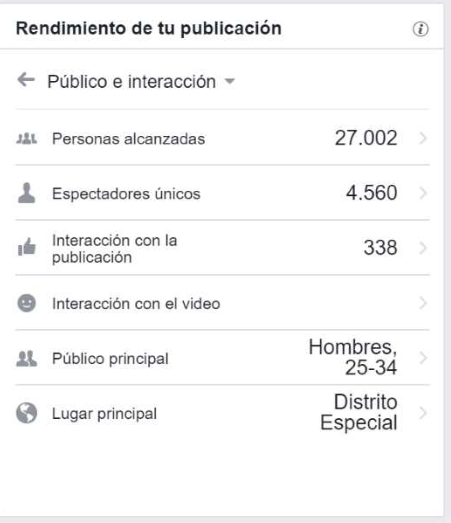 Rendimiento de tu publicación
Público e interacción
Personas alcanzadas
27.002
Espectadores únicos
4.560
Interacción con la
publicación
338
Interacción con el video
Público principal
Hombres,
25-34
Lugar principal
Distrito
Especial